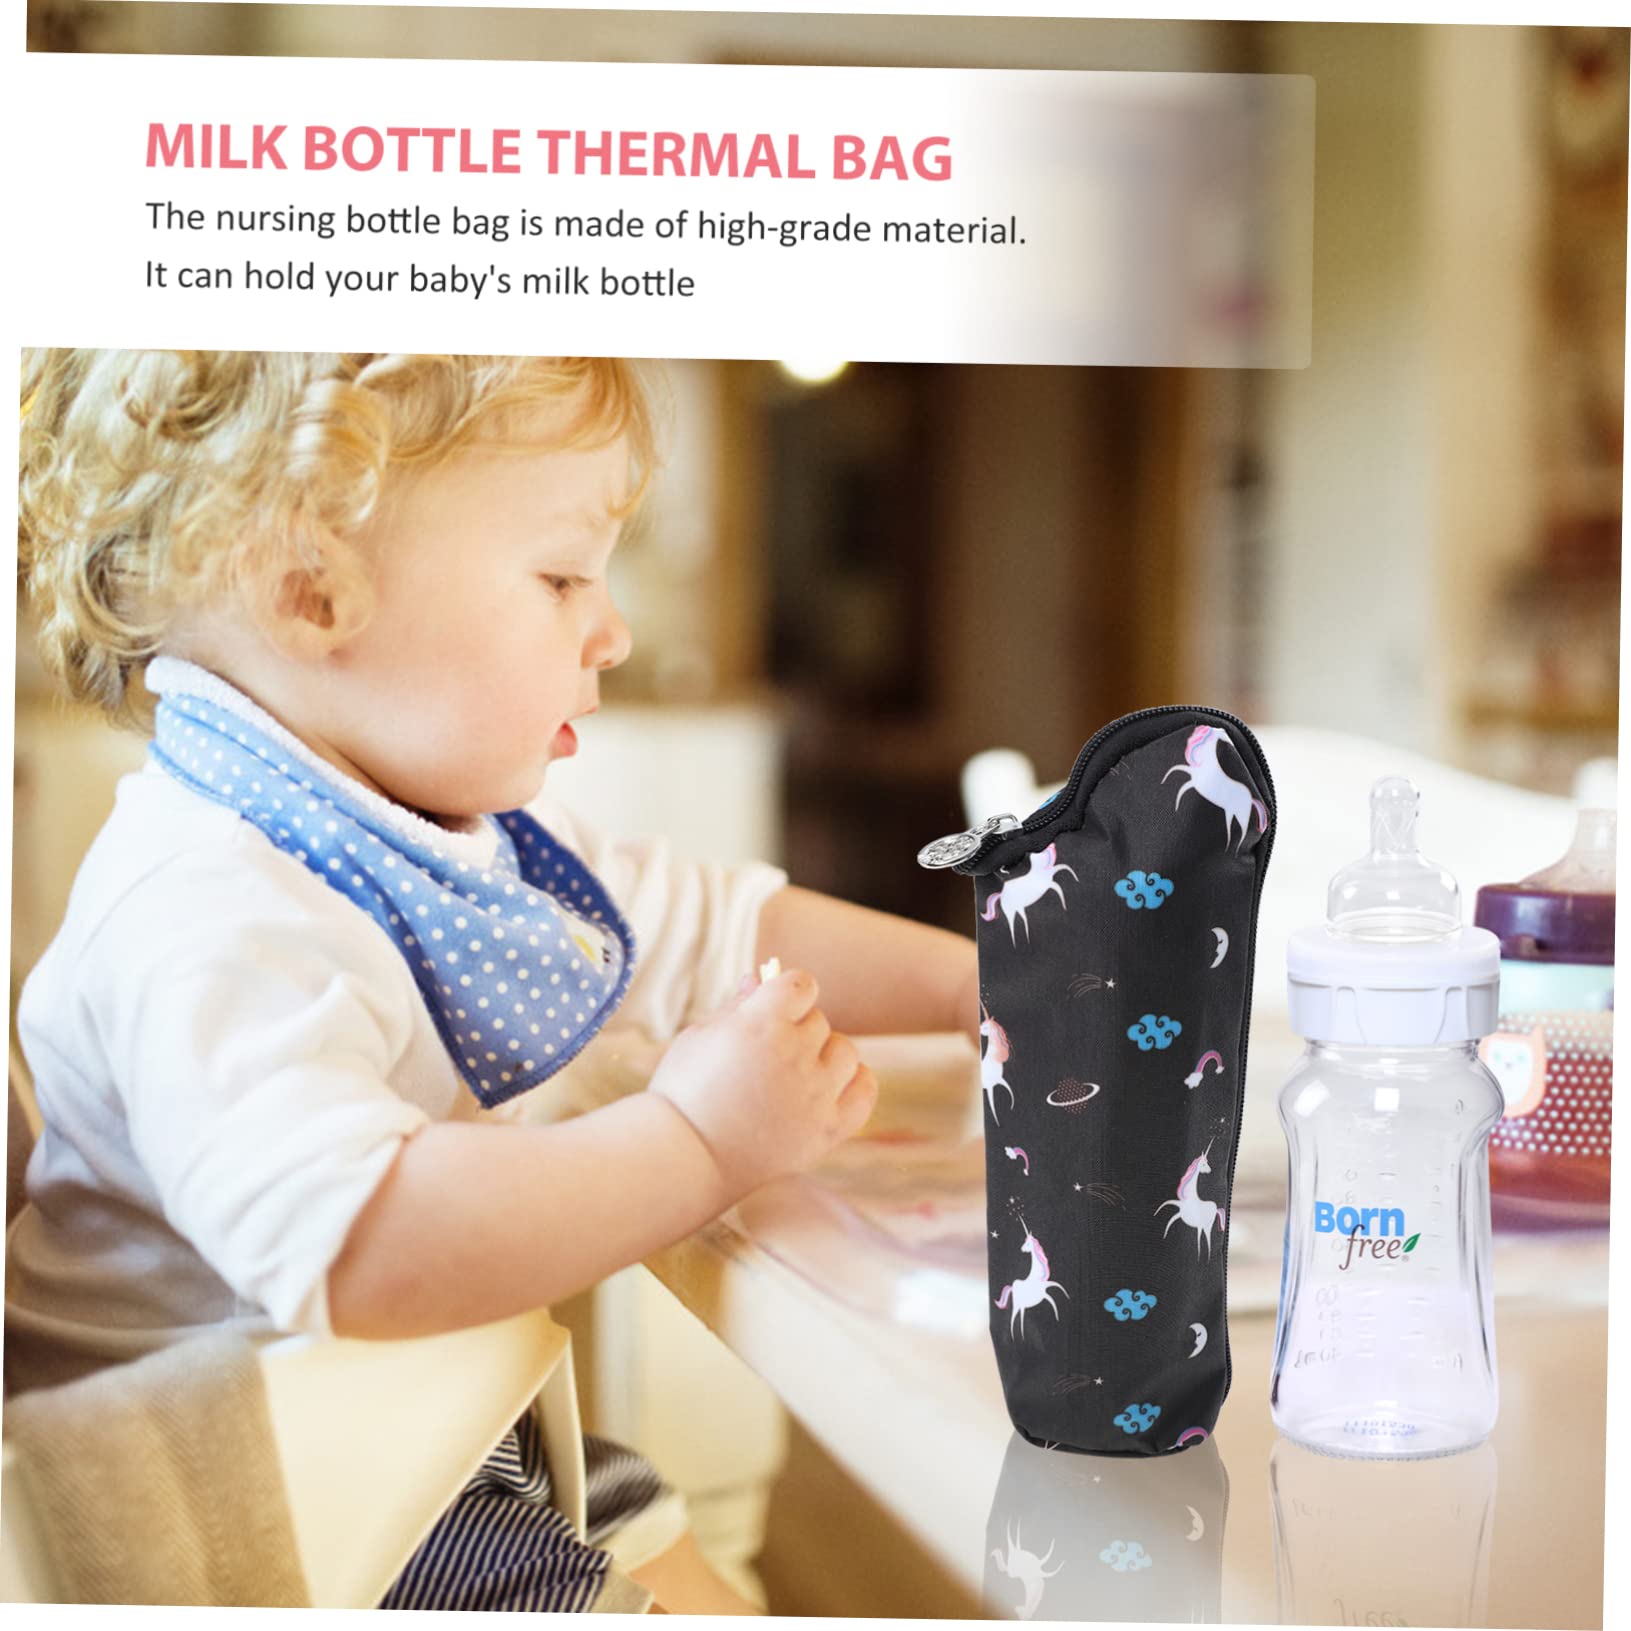 MILK BOTTLE THERMAL BAG
The nursing bottle bag is made of high-grade material.
It can hold your baby's milk bottle
Born
free